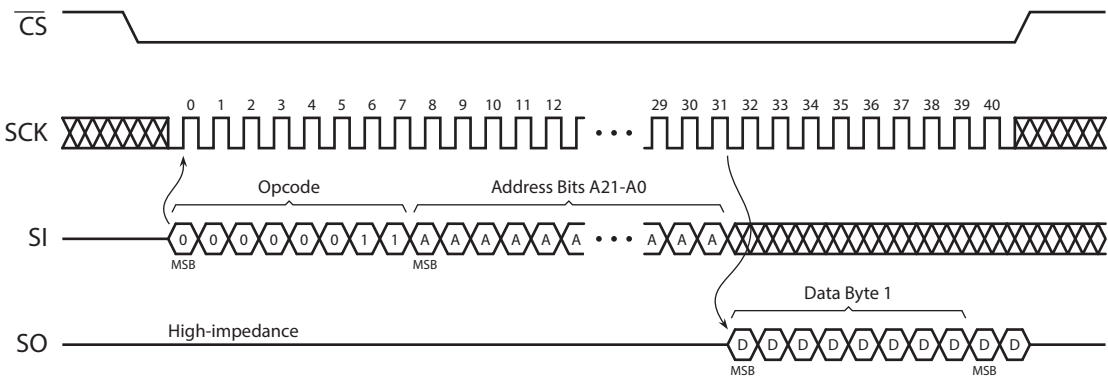 CS
0 1 2 3 4 5 6 7 8 9 10 11 12 29 30 31 32 33 34 35 36 37 38 39 40
SCK
Opcode Address Bits A21-A0
SI 0 0 0 0 0 0 1 1 A A A A A A A A A
MSB MSB
Data Byte 1
High-impedance
SO D D D D D D D D D D
MSB MSB